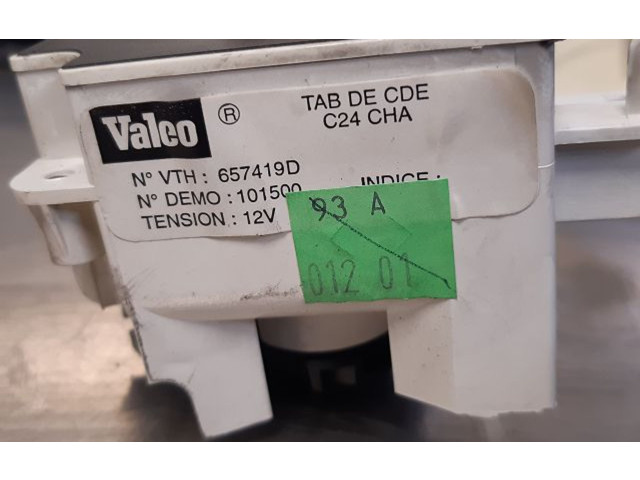 Valeo ®
TAB DE CDE
C24 CHA
N° VTH : 657419D
N° DEMO : 101500
INDICE :
TENSION : 12V
93 A
012 01